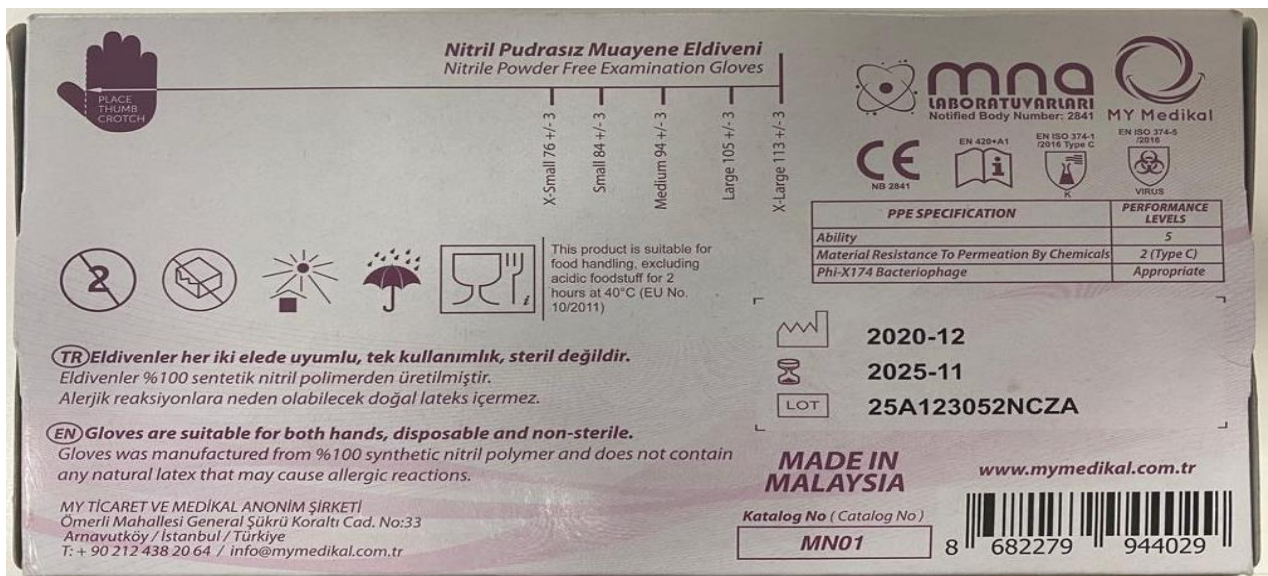 PLACE
THUMB
CROTCH
Nitril Pudrasız Muayene Eldiveni
Nitrile Powder Free Examination Gloves
X-Small 76 +/- 3
Small 84 +/- 3
Medium 94 +/- 3
Large 105 +/- 3
X-Large 113 +/- 3
mna
LABORATUVARLARI
Notified Body Number: 2841
MY Medikal
CE
NB 2841
EN 420+A1
i
EN ISO 374-1
/2016 Type C
K
EN ISO 374-5
/2016
VIRUS
PPE SPECIFICATION PERFORMANCE
LEVELS
Ability 5
Material Resistance To Permeation By Chemicals 2 (Type C)
Phi-X174 Bacteriophage Appropriate
2
i
This product is suitable for
food handling, excluding
acidic foodstuff for 2
hours at 40°C (EU No.
10/2011)
2020-12
2025-11
LOT 25A123052NCZA
TR Eldivenler her iki elede uyumlu, tek kullanımlık, steril değildir.
Eldivenler %100 sentetik nitril polimerden üretilmiştir.
Alerjik reaksiyonlara neden olabilecek doğal lateks içermez.
EN Gloves are suitable for both hands, disposable and non-sterile.
Gloves was manufactured from %100 synthetic nitril polymer and does not contain
any natural latex that may cause allergic reactions.
MY TİCARET VE MEDİKAL ANONİM ŞİRKETİ
Ömerli Mahallesi General Şükrü Koraltı Cad. No:33
Arnavutköy / İstanbul / Türkiye
T: + 90 212 438 20 64 / info@mymedikal.com.tr
MADE IN
MALAYSIA
Katalog No (Catalog No)
MN01
www.mymedikal.com.tr
8 682279 944029